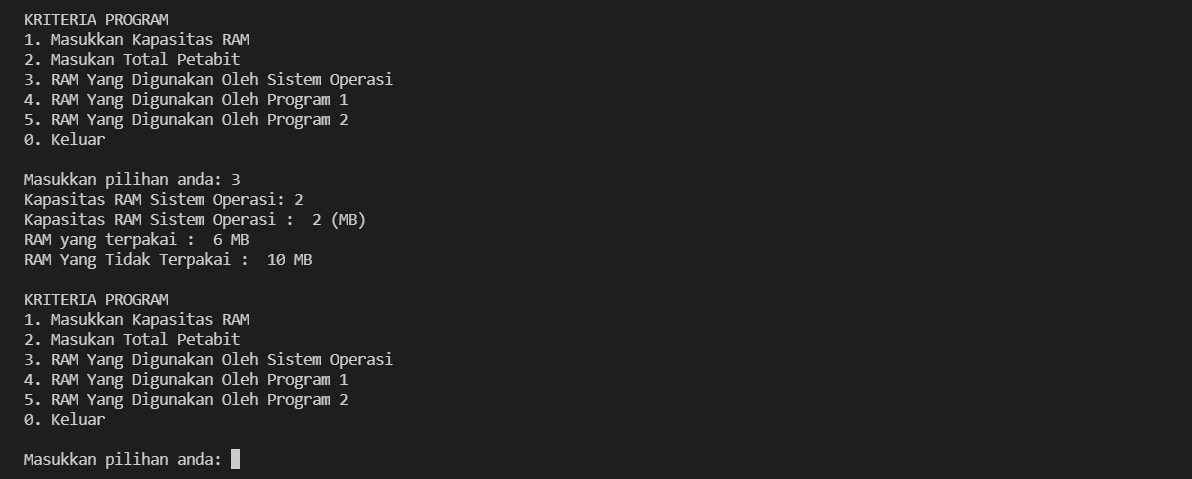 KRITERIA PROGRAM
1. Masukkan Kapasitas RAM
2. Masukan Total Petabit
3. RAM Yang Digunakan Oleh Sistem Operasi
4. RAM Yang Digunakan Oleh Program 1
5. RAM Yang Digunakan Oleh Program 2
0. Keluar
Masukkan pilihan anda: 3
Kapasitas RAM Sistem Operasi: 2
Kapasitas RAM Sistem Operasi :  2 (MB)
RAM yang terpakai :  6 MB
RAM Yang Tidak Terpakai :  10 MB
KRITERIA PROGRAM
1. Masukkan Kapasitas RAM
2. Masukan Total Petabit
3. RAM Yang Digunakan Oleh Sistem Operasi
4. RAM Yang Digunakan Oleh Program 1
5. RAM Yang Digunakan Oleh Program 2
0. Keluar
Masukkan pilihan anda: